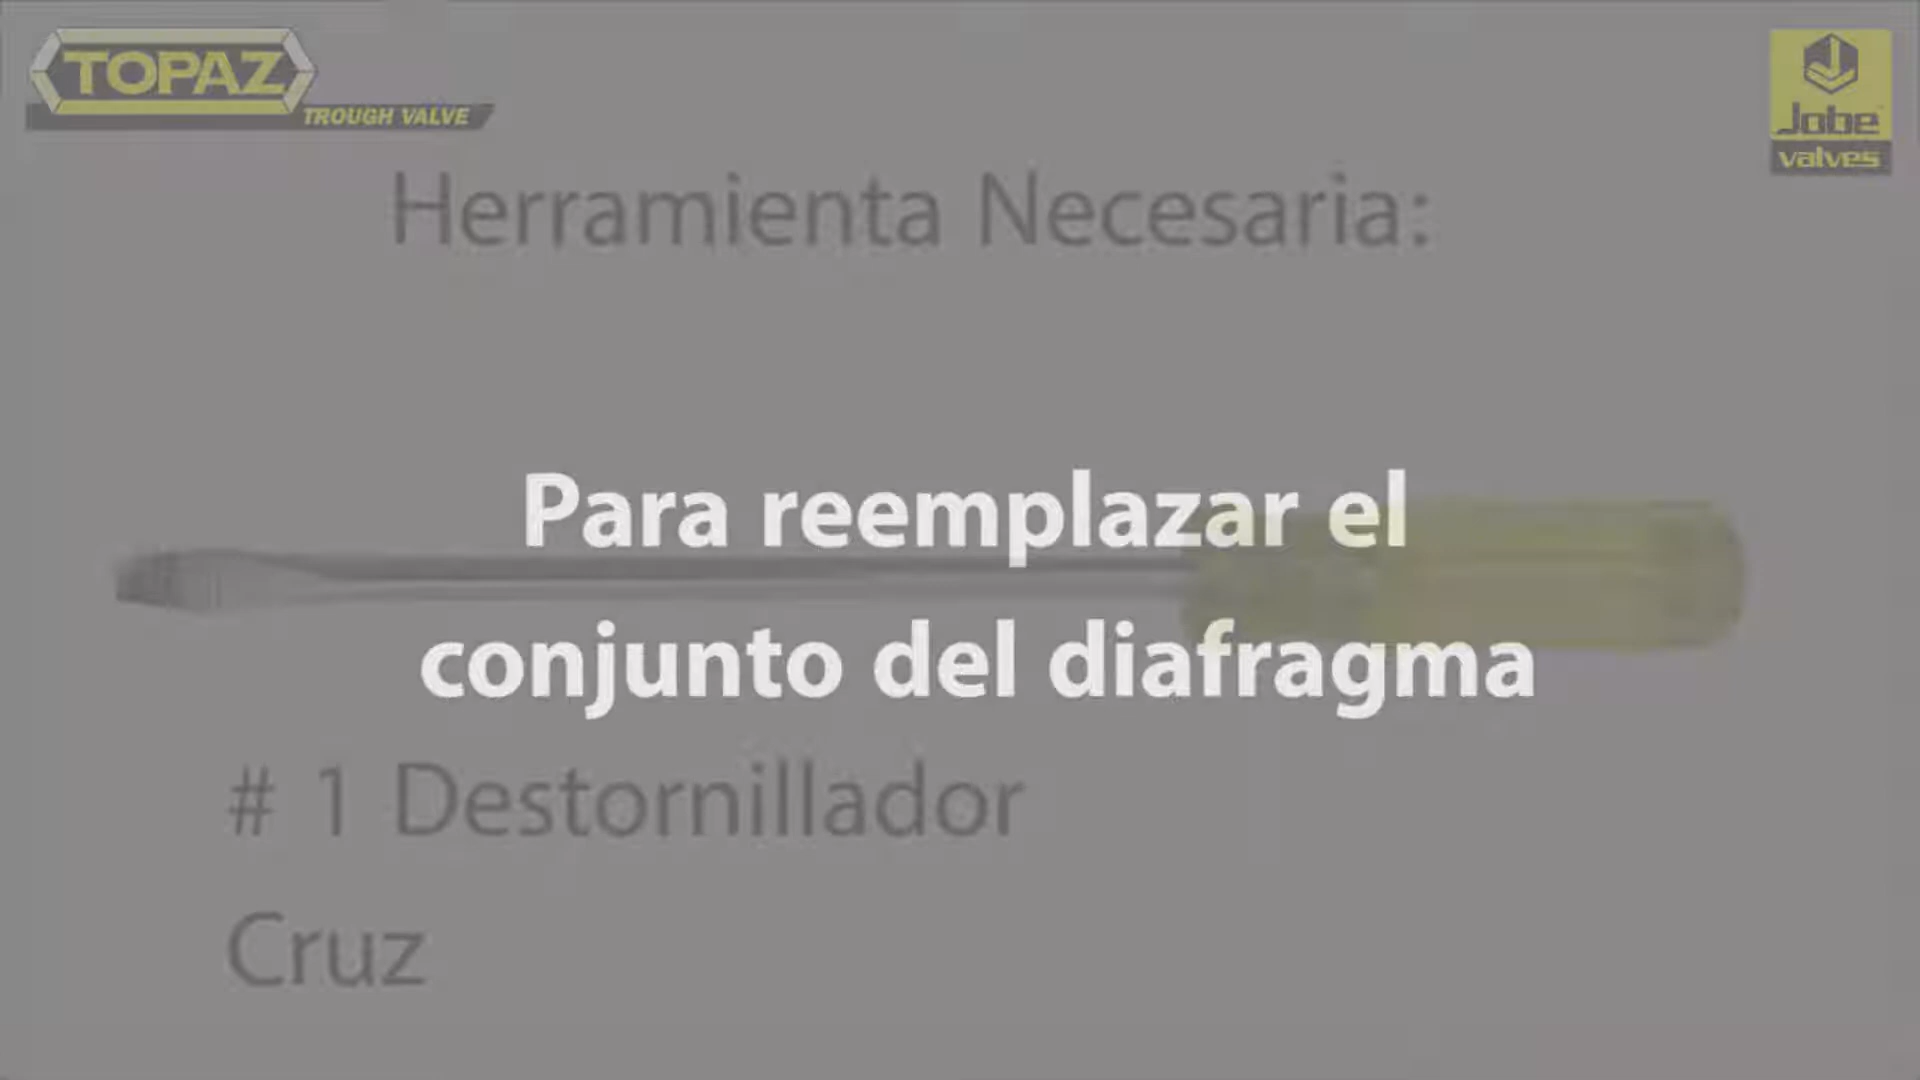 TOPAZ
TROUGH VALVE
Jobe
valves
Herramienta Necesaria:
Para reemplazar el
conjunto del diafragma
# 1 Destornillador
Cruz